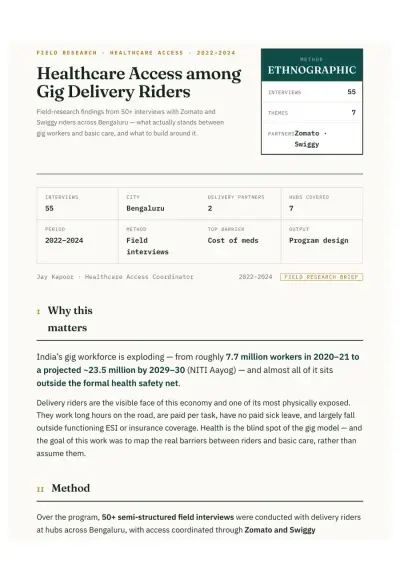 FIELD RESEARCH · HEALTHCARE ACCESS · 2022–2024
Healthcare Access among
Gig Delivery Riders
Field-research findings from 50+ interviews with Zomato and
Swiggy riders across Bengaluru — what actually stands between
gig workers and basic care, and what to build around it.
METHOD
ETHNOGRAPHIC
INTERVIEWS 55
THEMES 7
PARTNERS Zomato ·
Swiggy
INTERVIEWS CITY DELIVERY PARTNERS HUBS COVERED
55 Bengaluru 2 7
PERIOD METHOD TOP BARRIER OUTPUT
2022–2024 Field Cost of meds Program design
interviews
Jay Kapoor · Healthcare Access Coordinator 2022–2024 FIELD RESEARCH BRIEF
I Why this
matters
India's gig workforce is exploding — from roughly 7.7 million workers in 2020–21 to
a projected ~23.5 million by 2029–30 (NITI Aayog) — and almost all of it sits
outside the formal health safety net.
Delivery riders are the visible face of this economy and one of its most physically exposed.
They work long hours on the road, are paid per task, have no paid sick leave, and largely fall
outside functioning ESI or insurance coverage. Health is the blind spot of the gig model — and
the goal of this work was to map the real barriers between riders and basic care, rather than
assume them.
II Method
Over the program, 50+ semi-structured field interviews were conducted with delivery riders
at hubs across Bengaluru, with access coordinated through Zomato and Swiggy